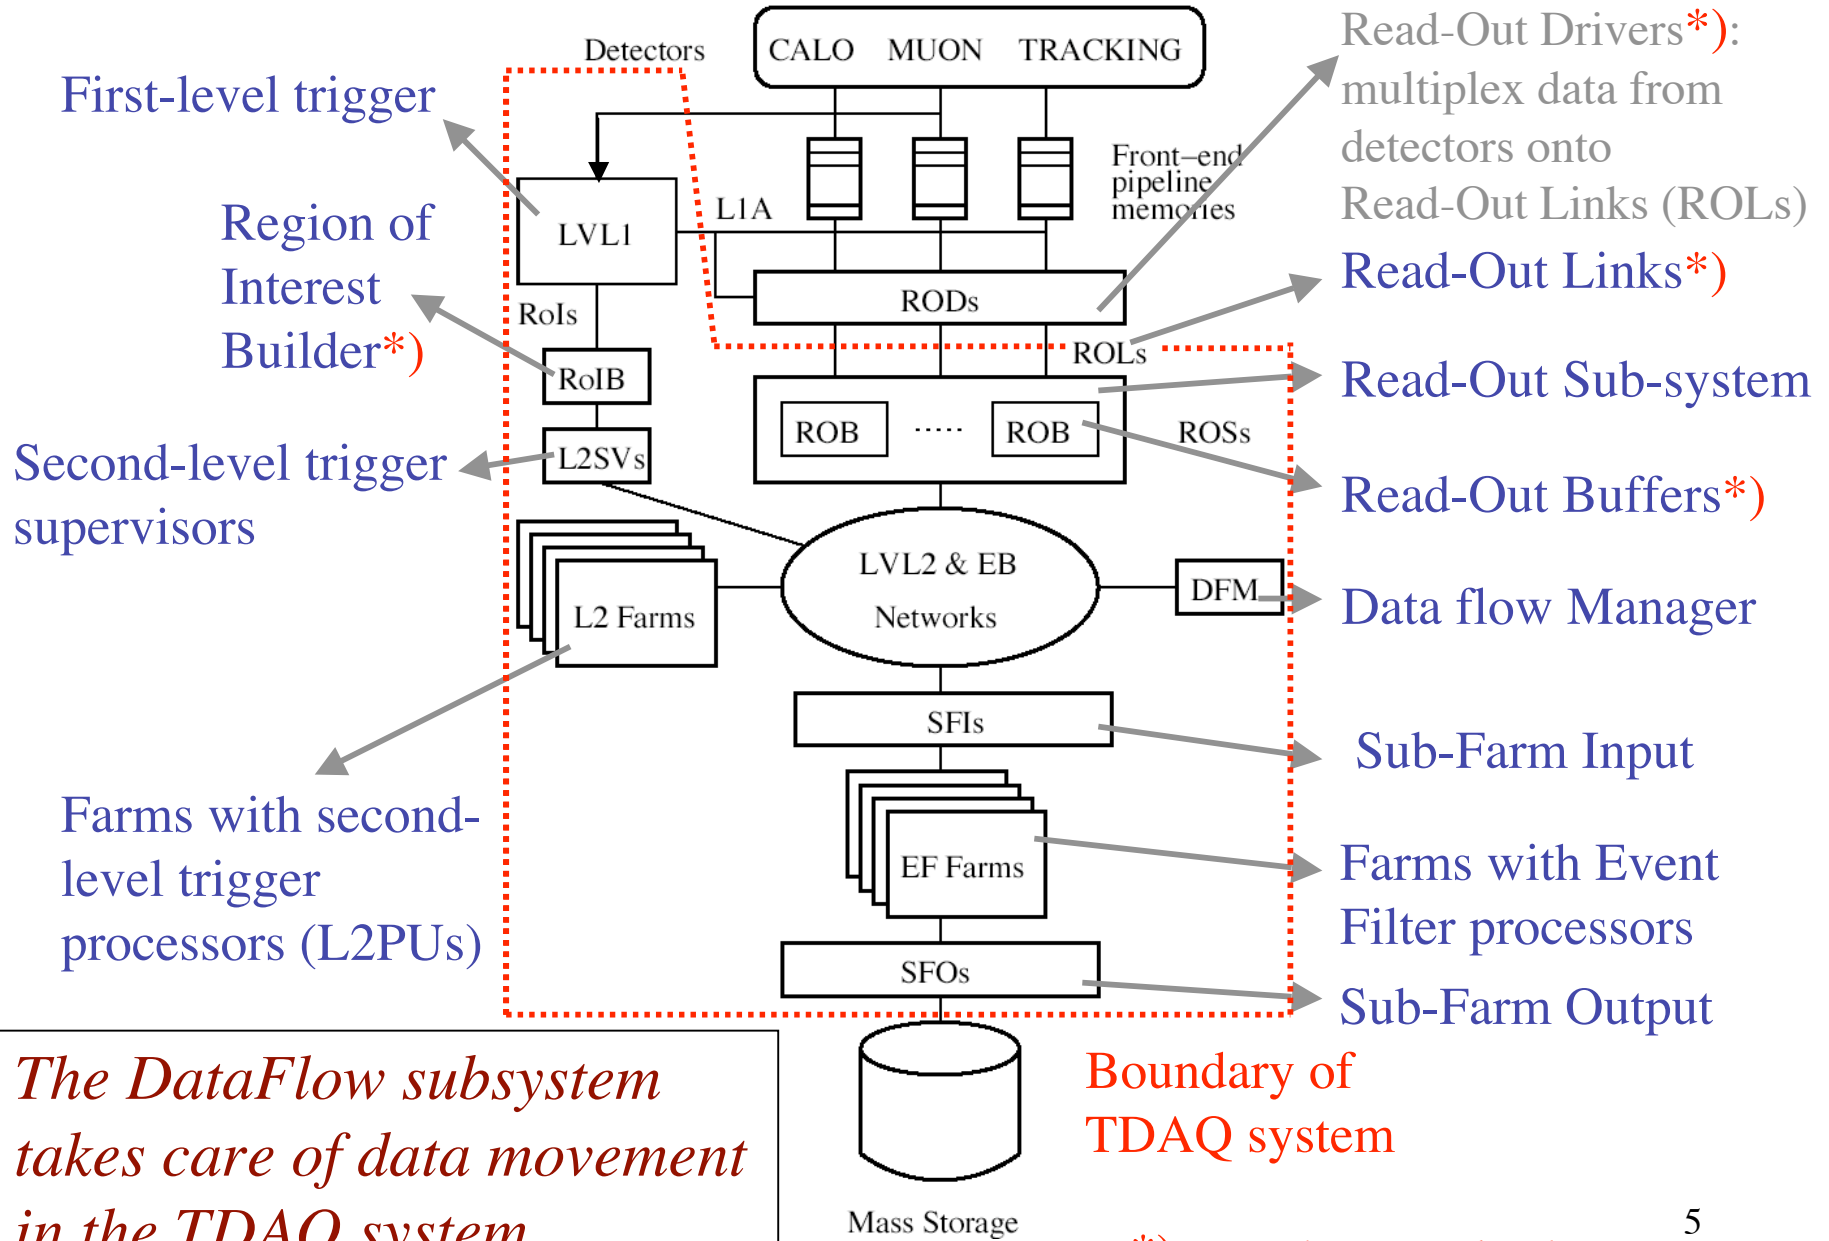 Detectors
CALO MUON TRACKING
Read-Out Drivers*):
multiplex data from
detectors onto
Read-Out Links (ROLs)
First-level trigger
Front–end
pipeline
memories
L1A
LVL1
Region of
Interest
Builder*)
RoIs
RODs
Read-Out Links*)
ROLs
RoIB
Read-Out Sub-system
ROB ..... ROB
ROSs
L2SVs
Second-level trigger
supervisors
Read-Out Buffers*)
LVL2 & EB
Networks
DFM
Data flow Manager
L2 Farms
SFIs
Sub-Farm Input
Farms with second-
level trigger
processors (L2PUs)
EF Farms
Farms with Event
Filter processors
SFOs
Sub-Farm Output
The DataFlow subsystem
takes care of data movement
in the TDAQ system
Boundary of
TDAQ system
Mass Storage
5
*)